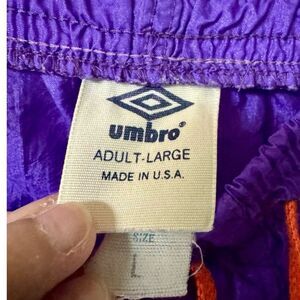 umbro®
ADULT-LARGE
MADE IN U.S.A.
SIZE
L